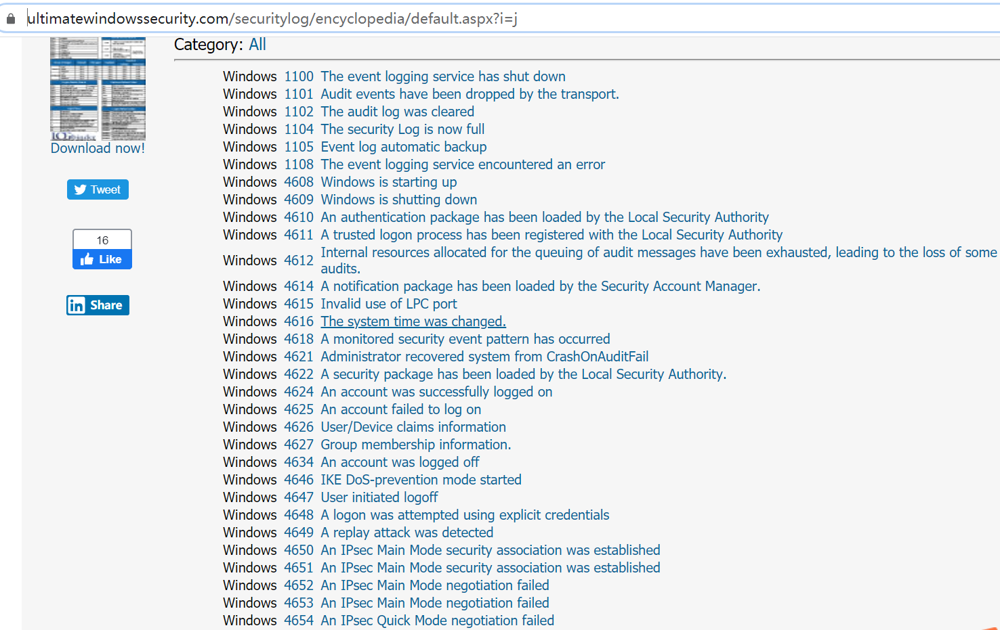 ultimatewindowssecurity.com/securitylog/encyclopedia/default.aspx?i=j
Category: All
Download now!
Tweet
16
Like
Share
Windows 1100 The event logging service has shut down
Windows 1101 Audit events have been dropped by the transport.
Windows 1102 The audit log was cleared
Windows 1104 The security Log is now full
Windows 1105 Event log automatic backup
Windows 1108 The event logging service encountered an error
Windows 4608 Windows is starting up
Windows 4609 Windows is shutting down
Windows 4610 An authentication package has been loaded by the Local Security Authority
Windows 4611 A trusted logon process has been registered with the Local Security Authority
Windows 4612 Internal resources allocated for the queuing of audit messages have been exhausted, leading to the loss of some
audits.
Windows 4614 A notification package has been loaded by the Security Account Manager.
Windows 4615 Invalid use of LPC port
Windows 4616 The system time was changed.
Windows 4618 A monitored security event pattern has occurred
Windows 4621 Administrator recovered system from CrashOnAuditFail
Windows 4622 A security package has been loaded by the Local Security Authority.
Windows 4624 An account was successfully logged on
Windows 4625 An account failed to log on
Windows 4626 User/Device claims information
Windows 4627 Group membership information.
Windows 4634 An account was logged off
Windows 4646 IKE DoS-prevention mode started
Windows 4647 User initiated logoff
Windows 4648 A logon was attempted using explicit credentials
Windows 4649 A replay attack was detected
Windows 4650 An IPsec Main Mode security association was established
Windows 4651 An IPsec Main Mode security association was established
Windows 4652 An IPsec Main Mode negotiation failed
Windows 4653 An IPsec Main Mode negotiation failed
Windows 4654 An IPsec Quick Mode negotiation failed